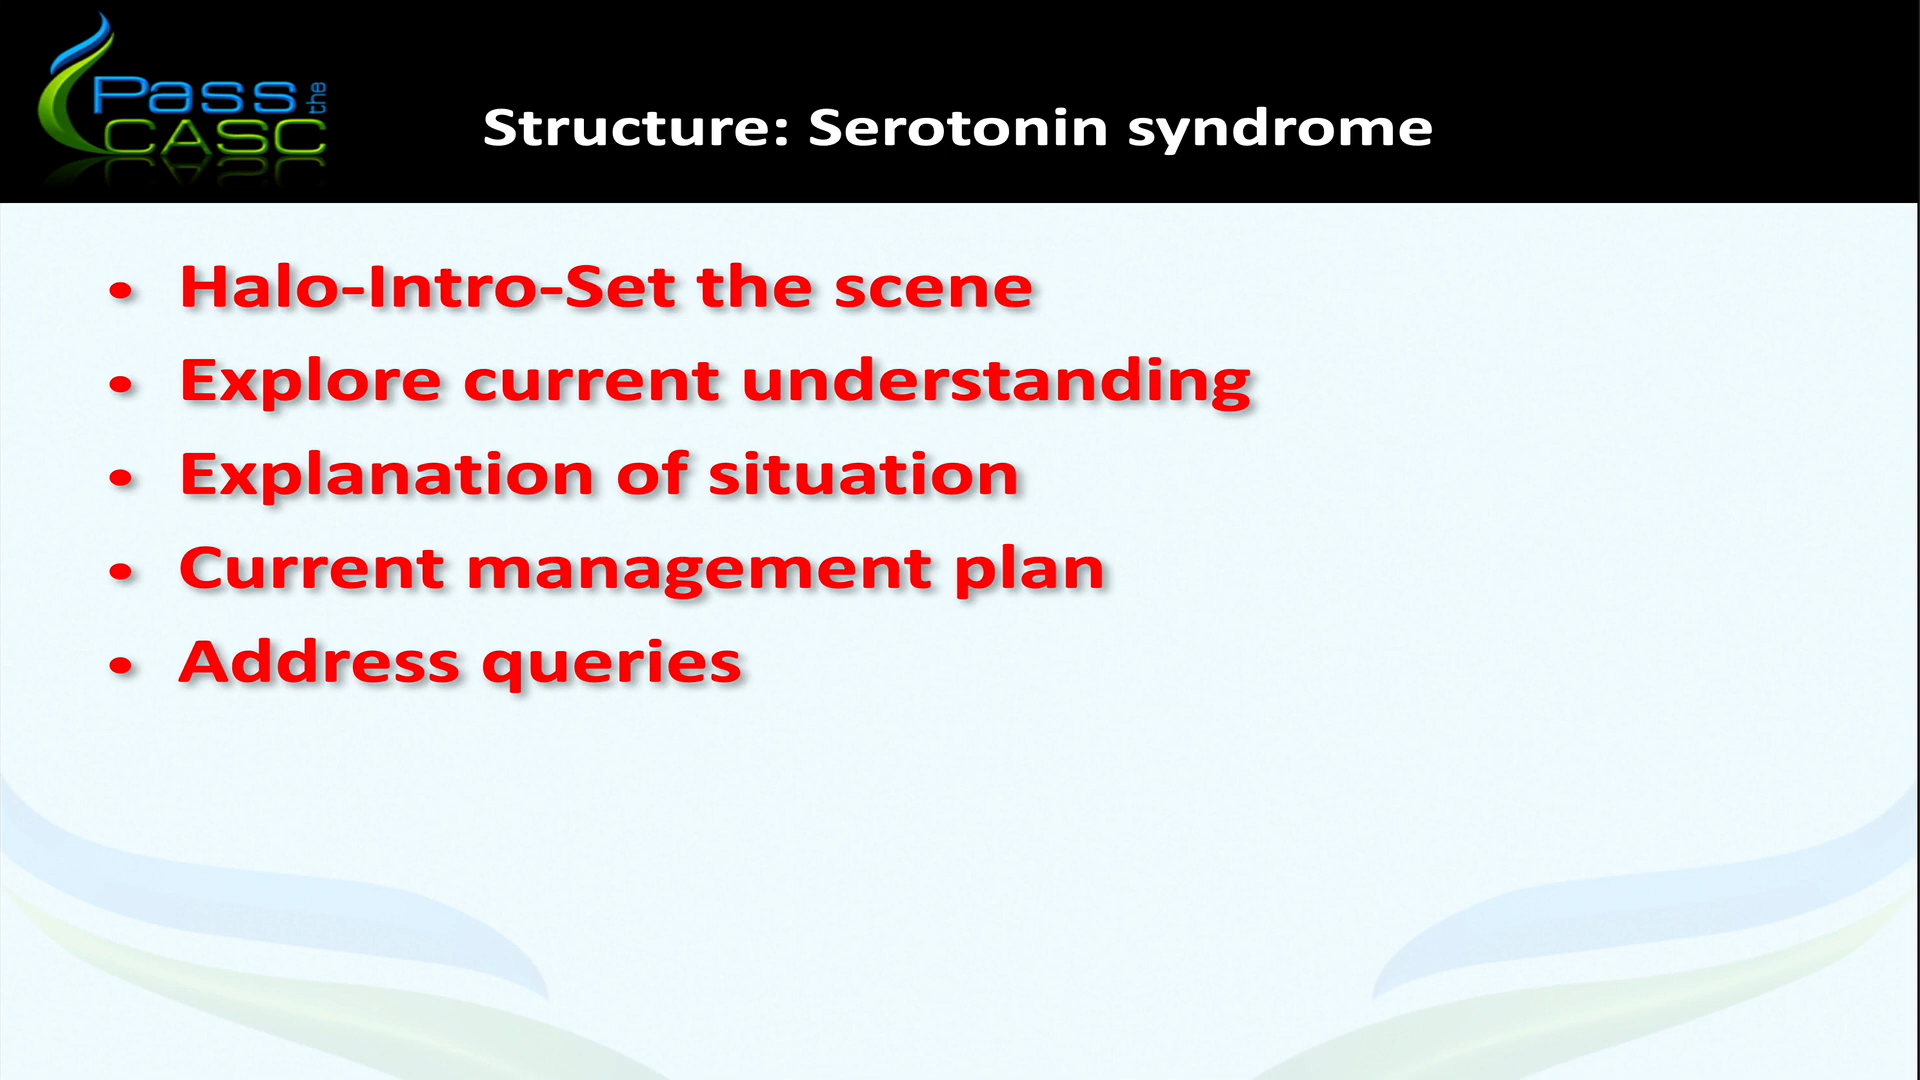 Pass the
CASC
Structure: Serotonin syndrome
• Halo-Intro-Set the scene
• Explore current understanding
• Explanation of situation
• Current management plan
• Address queries